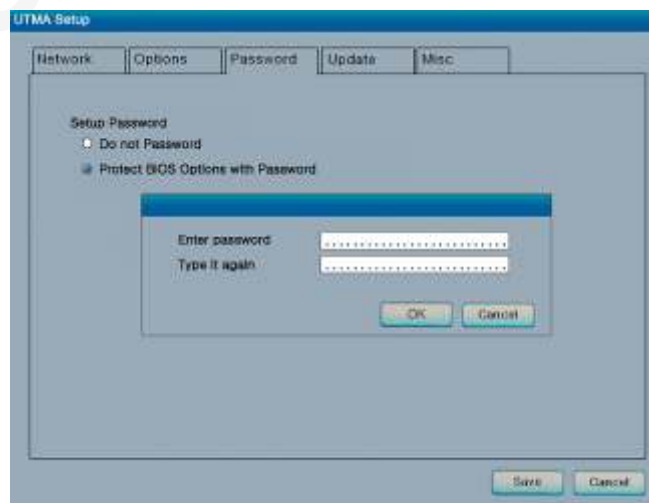 UTMA Setup
Network Options Password Update Misc
Setup Password
Do not Password
Protect BIOS Options with Password
Enter password ..........................
Type it again ..........................
OK Cancel
Save Cancel